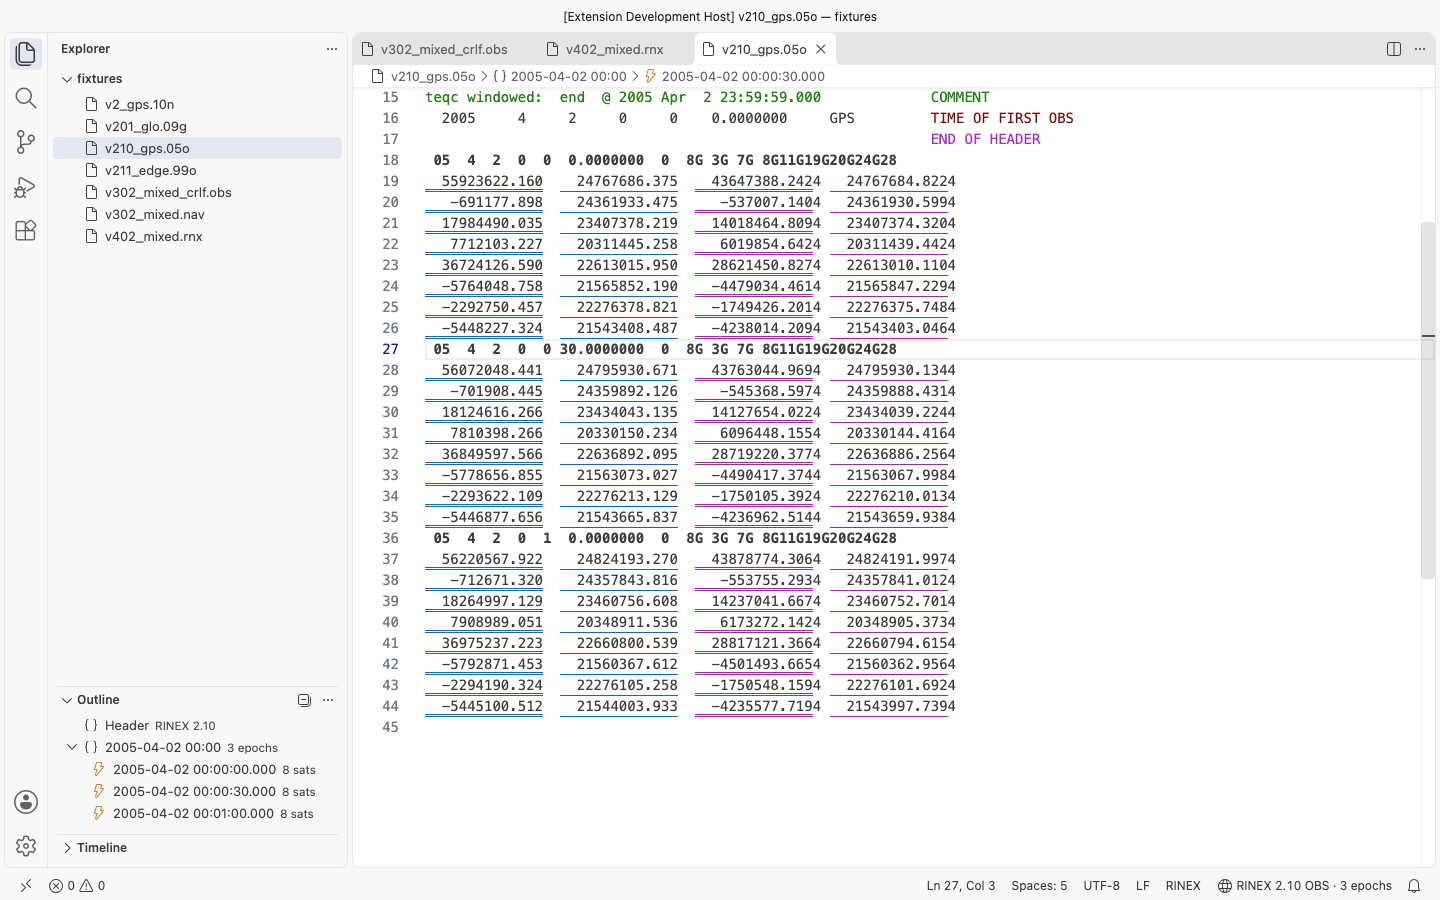 [Extension Development Host] v210_gps.05o — fixtures
Explorer
fixtures
v2_gps.10n
v201_glo.09g
v210_gps.05o
v211_edge.99o
v302_mixed_crlf.obs
v302_mixed.nav
v402_mixed.rnx
Outline
Header RINEX 2.10
2005-04-02 00:00 3 epochs
2005-04-02 00:00:00.000 8 sats
2005-04-02 00:00:30.000 8 sats
2005-04-02 00:01:00.000 8 sats
Timeline
v302_mixed_crlf.obs v402_mixed.rnx v210_gps.05o
v210_gps.05o > { } 2005-04-02 00:00 > 2005-04-02 00:00:30.000
15 teqc windowed:  end  @ 2005 Apr  2 23:59:59.000             COMMENT
16   2005     4     2     0     0    0.0000000     GPS         TIME OF FIRST OBS
17                                                             END OF HEADER
18  05  4  2  0  0  0.0000000  0  8G 3G 7G 8G11G19G20G24G28
19   55923622.160    24767686.375    43647388.2424   24767684.8224
20    -691177.898    24361933.475     -537007.1404   24361930.5994
21   17984490.035    23407378.219    14018464.8094   23407374.3204
22    7712103.227    20311445.258     6019854.6424   20311439.4424
23   36724126.590    22613015.950    28621450.8274   22613010.1104
24   -5764048.758    21565852.190    -4479034.4614   21565847.2294
25   -2292750.457    22276378.821    -1749426.2014   22276375.7484
26   -5448227.324    21543408.487    -4238014.2094   21543403.0464
27  05  4  2  0  0 30.0000000  0  8G 3G 7G 8G11G19G20G24G28
28   56072048.441    24795930.671    43763044.9694   24795930.1344
29    -701908.445    24359892.126     -545368.5974   24359888.4314
30   18124616.266    23434043.135    14127654.0224   23434039.2244
31    7810398.266    20330150.234     6096448.1554   20330144.4164
32   36849597.566    22636892.095    28719220.3774   22636886.2564
33   -5778656.855    21563073.027    -4490417.3744   21563067.9984
34   -2293622.109    22276213.129    -1750105.3924   22276210.0134
35   -5446877.656    21543665.837    -4236962.5144   21543659.9384
36  05  4  2  0  1  0.0000000  0  8G 3G 7G 8G11G19G20G24G28
37   56220567.922    24824193.270    43878774.3064   24824191.9974
38    -712671.320    24357843.816     -553755.2934   24357841.0124
39   18264997.129    23460756.608    14237041.6674   23460752.7014
40    7908989.051    20348911.536     6173272.1424   20348905.3734
41   36975237.223    22660800.539    28817121.3664   22660794.6154
42   -5792871.453    21560367.612    -4501493.6654   21560362.9564
43   -2294190.324    22276105.258    -1750548.1594   22276101.6924
44   -5445100.512    21544003.933    -4235577.7194   21543997.7394
45
0 0 Ln 27, Col 3 Spaces: 5 UTF-8 LF RINEX RINEX 2.10 OBS · 3 epochs